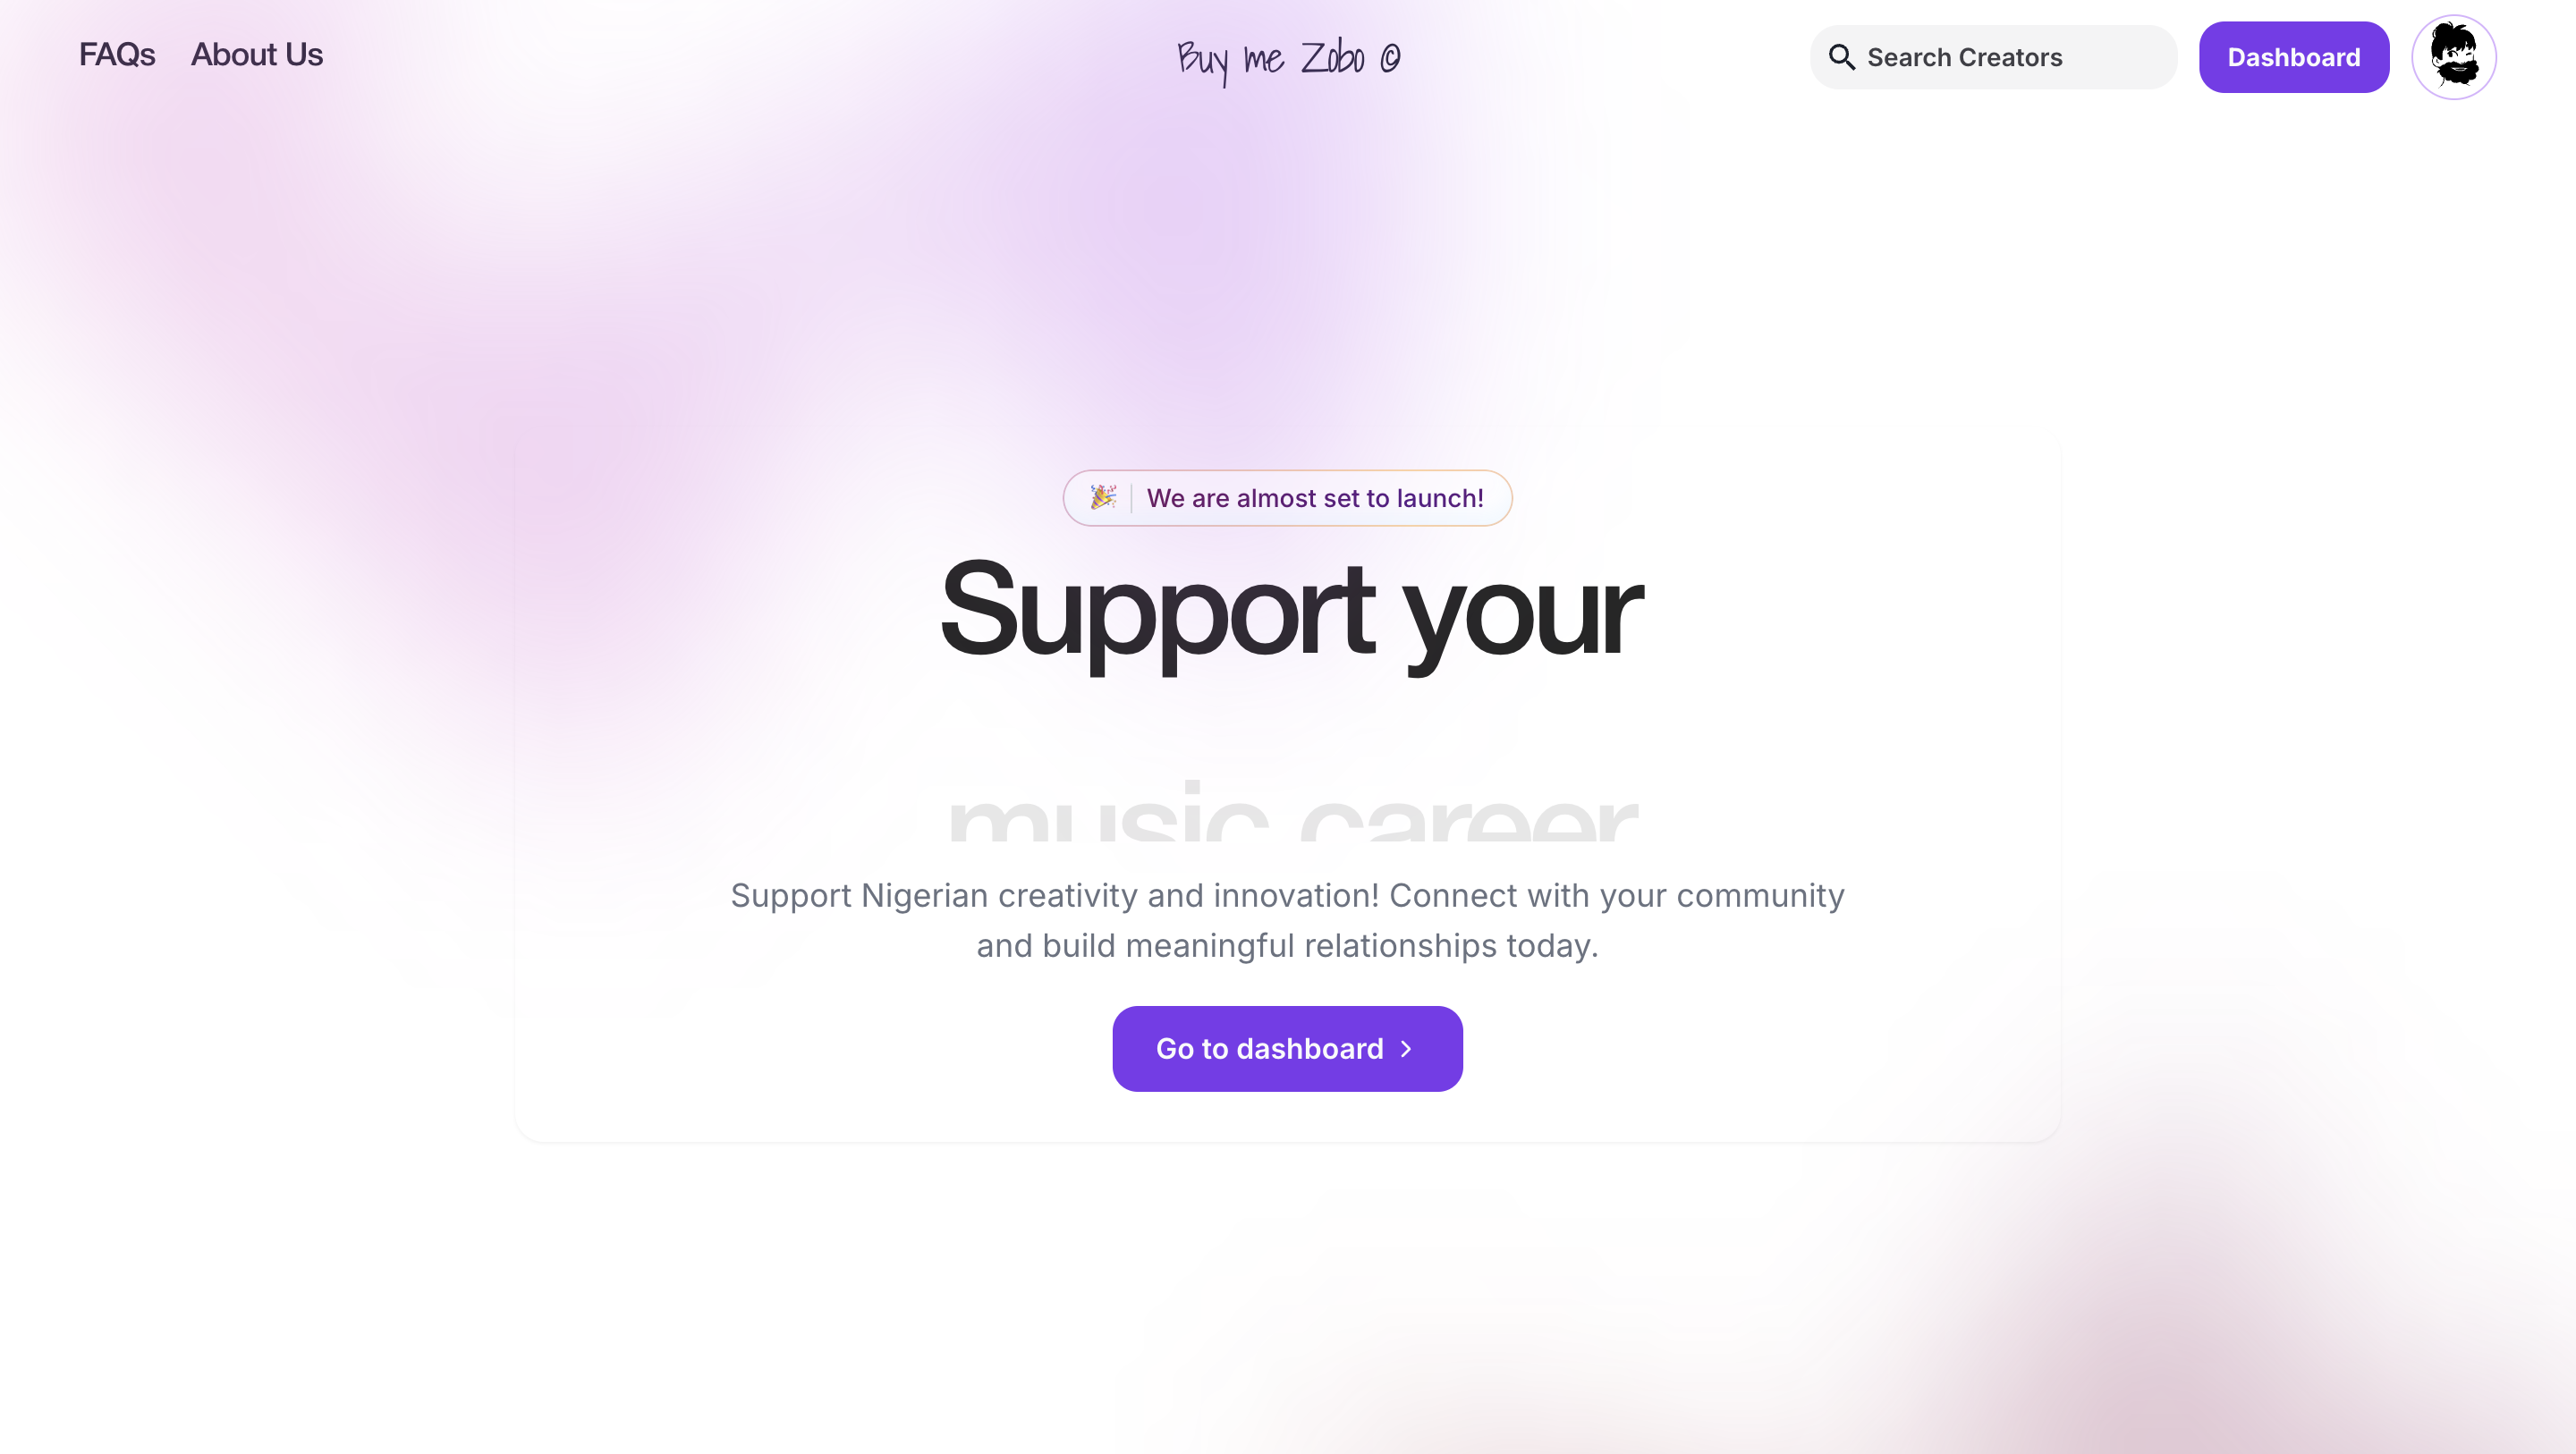 FAQs
About Us
Buy me Zobo ©
Search Creators
Dashboard
🎉 We are almost set to launch!
Support your
music career
Support Nigerian creativity and innovation! Connect with your community
and build meaningful relationships today.
Go to dashboard